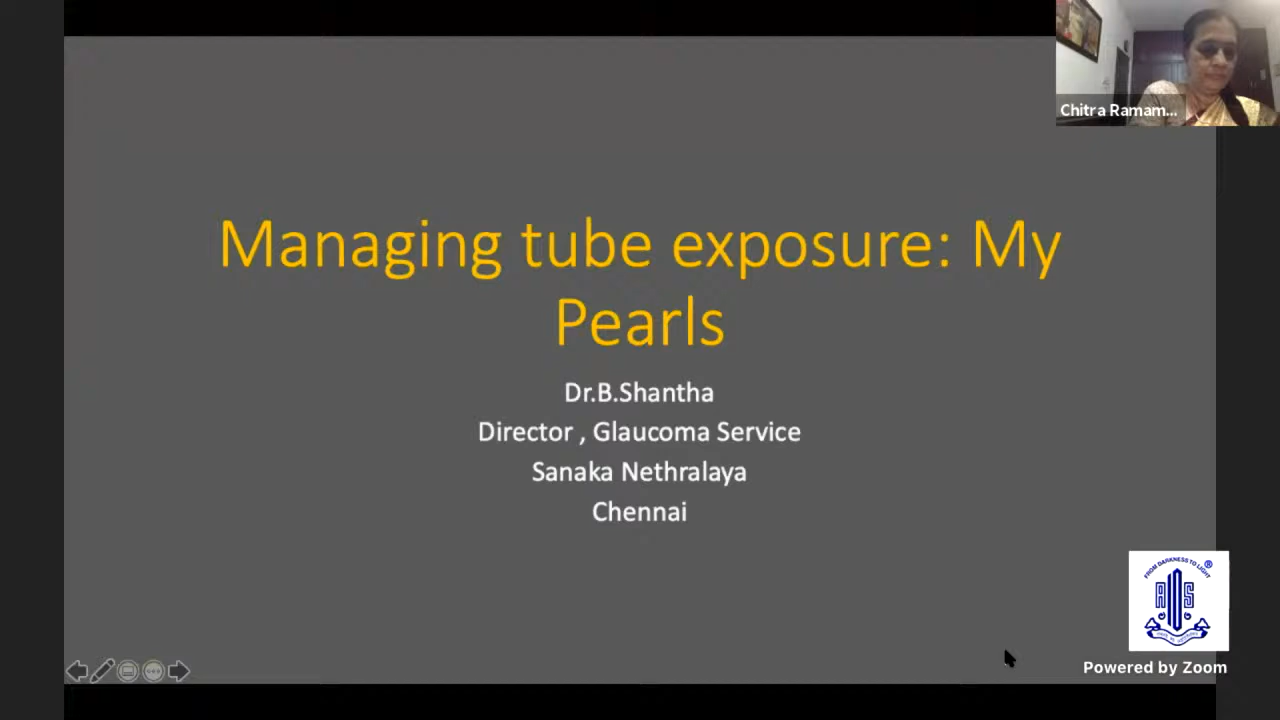 Chitra Ramam...
Managing tube exposure: My
Pearls
Dr.B.Shantha
Director , Glaucoma Service
Sanaka Nethralaya
Chennai
FROM DARKNESS TO LIGHT
®
AIOS
Powered by Zoom